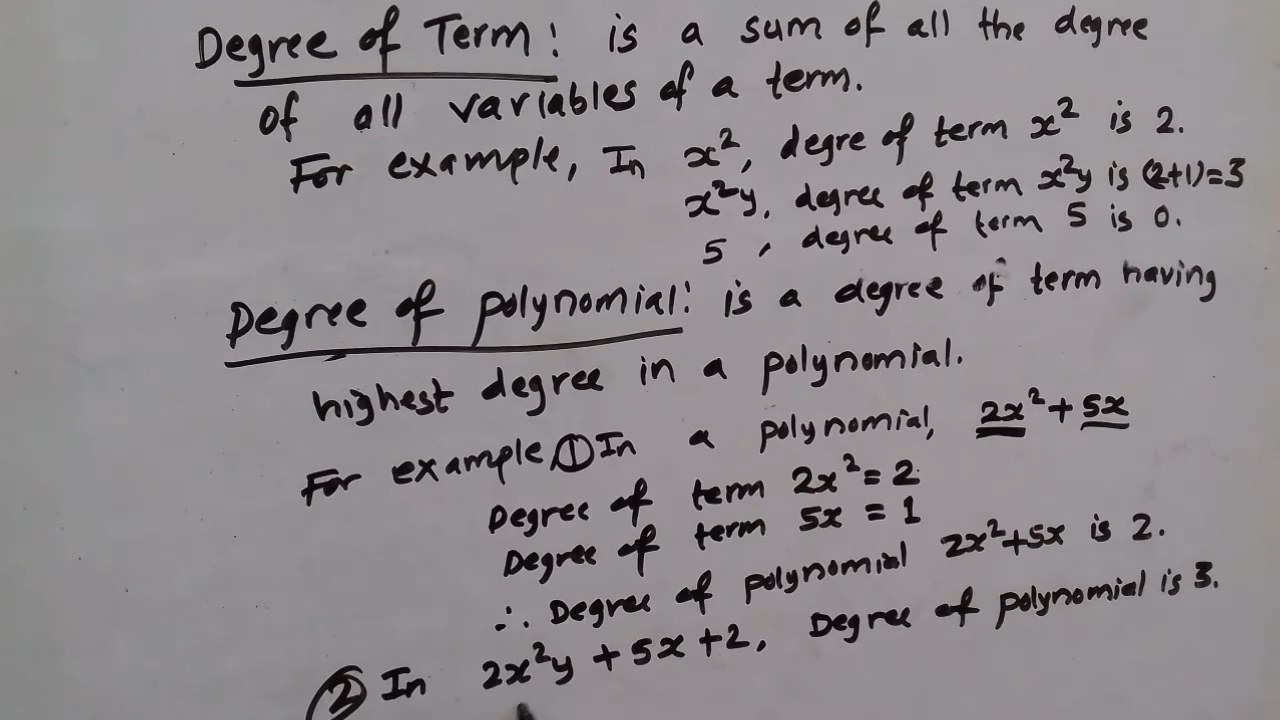 Degree of Term: is a sum of all the degree
of all variables of a term.
For example, In x², degre of term x² is 2.
x²y, degree of term x²y is (2+1)=3
5, degree of term 5 is 0.
Degree of polynomial: is a degree of term having
highest degree in a polynomial.
For example, ① In a polynomial, 2x²+5x
Degree of term 2x² = 2
Degree of term 5x = 1
∴ Degree of polynomial 2x²+5x is 2.
② In 2x²y + 5x +2, Degree of polynomial is 3.